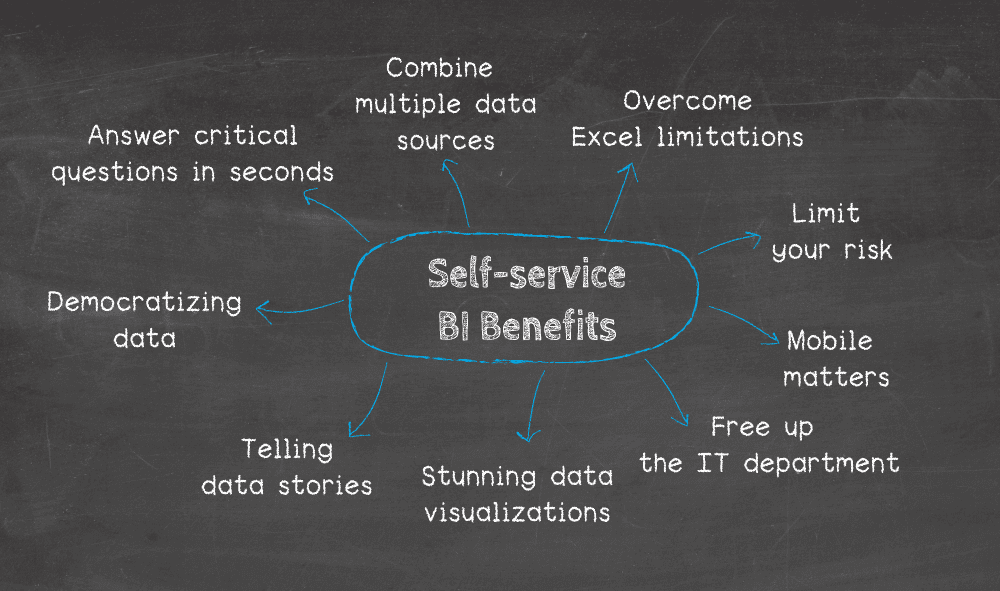 Combine
multiple data
sources
Overcome
Excel limitations
Answer critical
questions in seconds
Limit
your risk
Self-service
BI Benefits
Democratizing
data
Mobile
matters
Free up
the IT department
Telling
data stories
Stunning data
visualizations